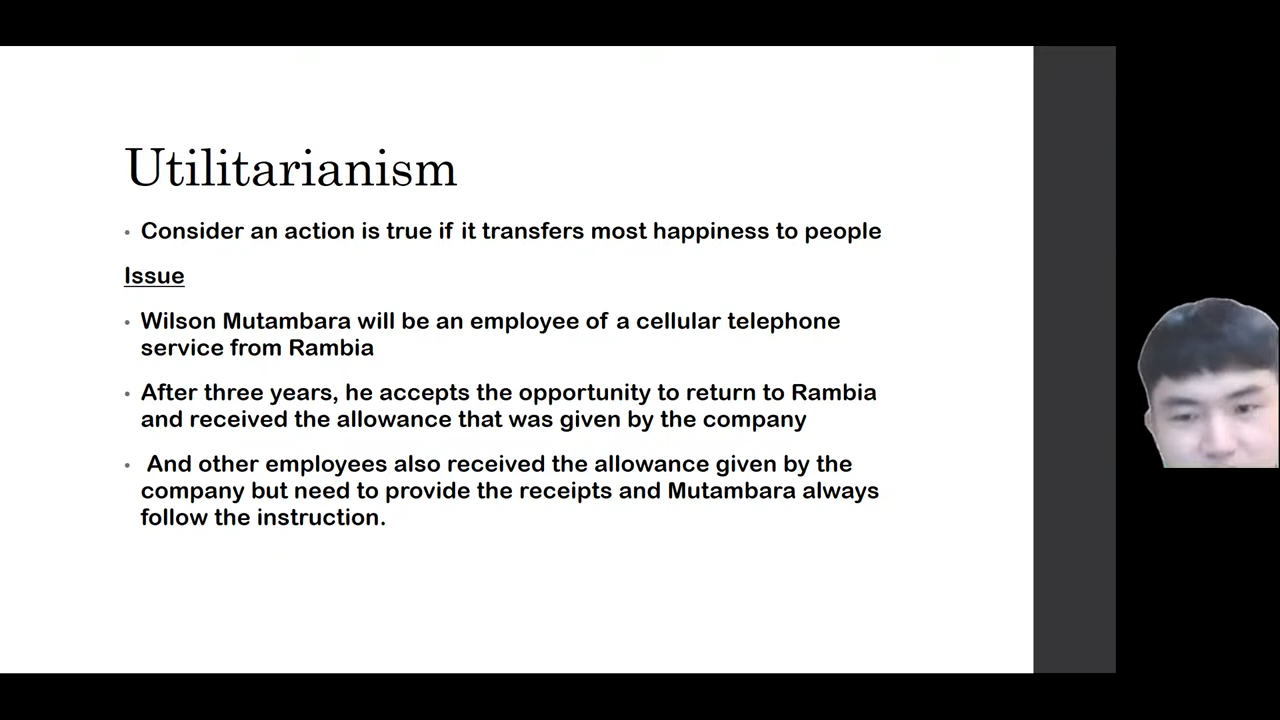 Utilitarianism
• Consider an action is true if it transfers most happiness to people
Issue
• Wilson Mutambara will be an employee of a cellular telephone
service from Rambia
• After three years, he accepts the opportunity to return to Rambia
and received the allowance that was given by the company
• And other employees also received the allowance given by the
company but need to provide the receipts and Mutambara always
follow the instruction.